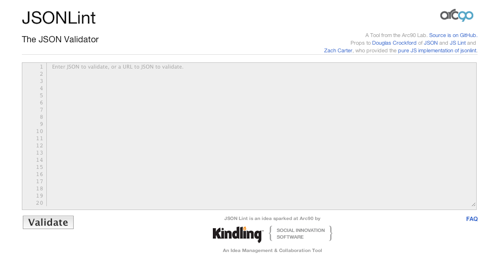 JSONLint
arc90
The JSON Validator
A Tool from the Arc90 Lab. Source is on GitHub.
Props to Douglas Crockford of JSON and JS Lint and
Zach Carter, who provided the pure JS implementation of jsonlint.
1 Enter JSON to validate, or a URL to JSON to validate.
2
3
4
5
6
7
8
9
10
11
12
13
14
15
16
17
18
19
20
Validate
JSON Lint is an idea sparked at Arc90 by
FAQ
Kindling
SOCIAL INNOVATION
SOFTWARE
An Idea Management & Collaboration Tool